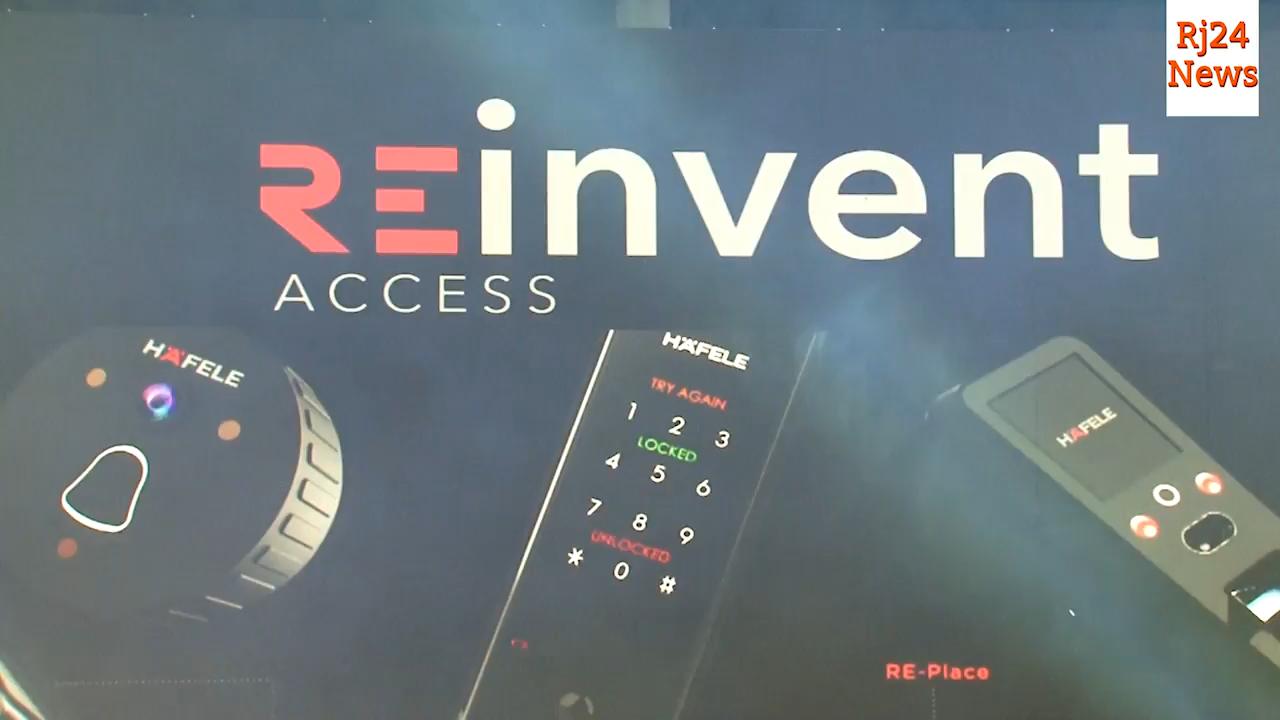 Rj24
News
REinvent
ACCESS
HÄFELE
HÄFELE
TRY AGAIN
1 2 3
LOCKED
4 5 6
7 8 9
UNLOCKED
* 0 #
HÄFELE
RE-Place